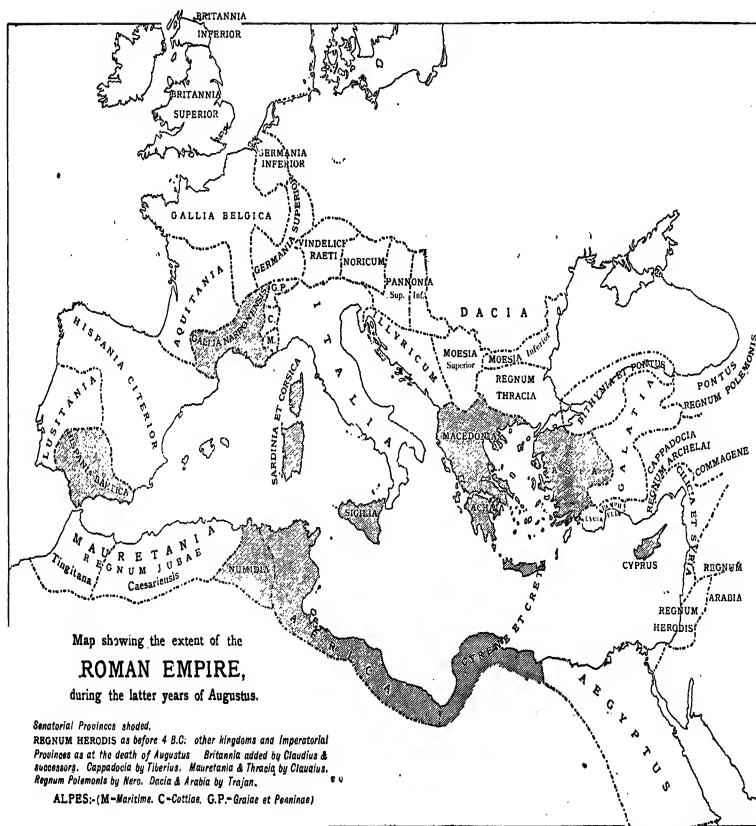 BRITANNIA
INFERIOR
BRITANNIA
SUPERIOR
GERMANIA
INFERIOR
GALLIA BELGICA
GERMANIA SUPERIOR
VINDELICI
RAETI
NORICUM
PANNONIA
Sup. Inf.
DACIA
AQUITANIA
GALLIA NARBONENSIS
G.P.
C.
M.
ITALIA
ILLYRICUM
MOESIA
Superior
MOESIA Inferior
REGNUM
THRACIA
BITHYNIA ET PONTUS
PONTUS
REGNUM POLEMONIS
HISPANIA CITERIOR
LUSITANIA
HISPANIA BAETICA
SARDINIA ET CORSICA
MACEDONIA
ASIA
GALATIA
CAPPADOCIA
REGNUM ARCHELAI
COMMAGENE
CILICIA ET SYRIA
LYCIA
ACHAIA
SICILIA
CYPRUS
MAURETANIA
REGNUM JUBAE
Tingitana
Caesariensis
NUMIDIA
AFRICA
CYRENE ET CRETA
REGNUM
ARABIA
REGNUM
HERODIS
AEGYPTUS
Map showing the extent of the
ROMAN EMPIRE,
during the latter years of Augustus.
Senatorial Provinces shaded.
REGNUM HERODIS as before 4 B.C: other kingdoms and Imperatorial
Provinces as at the death of Augustus Britannia added by Claudius &
successors. Cappadocia by Tiberius. Mauretania & Thracia by Claudius.
Regnum Polemonis by Nero. Dacia & Arabia by Trajan.
ALPES:-(M-Maritime. C-Cottiae. G.P.-Graiae et Penninae)